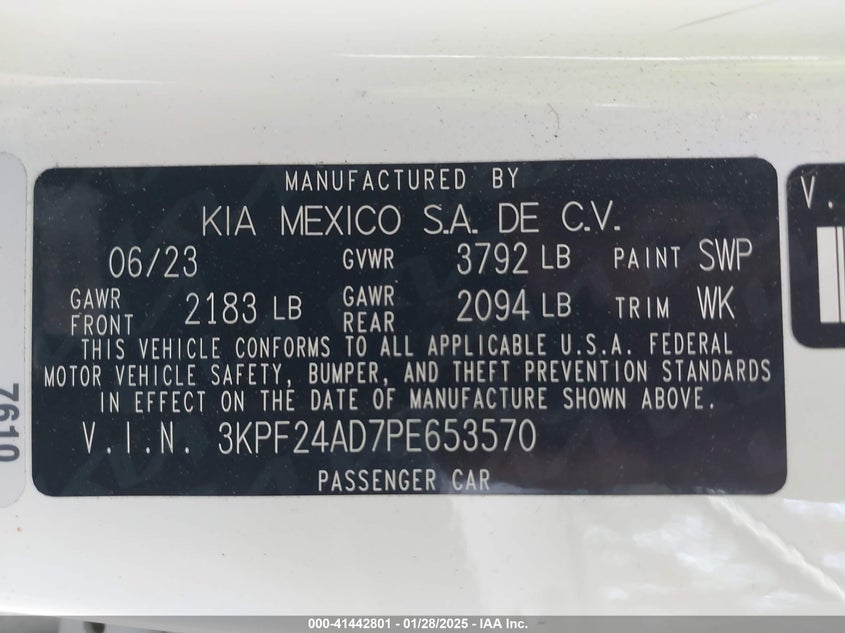 MANUFACTURED BY
KIA MEXICO S.A. DE C.V.
06/23 GVWR 3792 LB PAINT SWP
GAWR FRONT 2183 LB GAWR REAR 2094 LB TRIM WK
THIS VEHICLE CONFORMS TO ALL APPLICABLE U.S.A. FEDERAL
MOTOR VEHICLE SAFETY, BUMPER, AND THEFT PREVENTION STANDARDS
IN EFFECT ON THE DATE OF MANUFACTURE SHOWN ABOVE.
V.I.N. 3KPF24AD7PE653570
PASSENGER CAR
V.
000-41442801 - 01/28/2025 - IAA Inc.